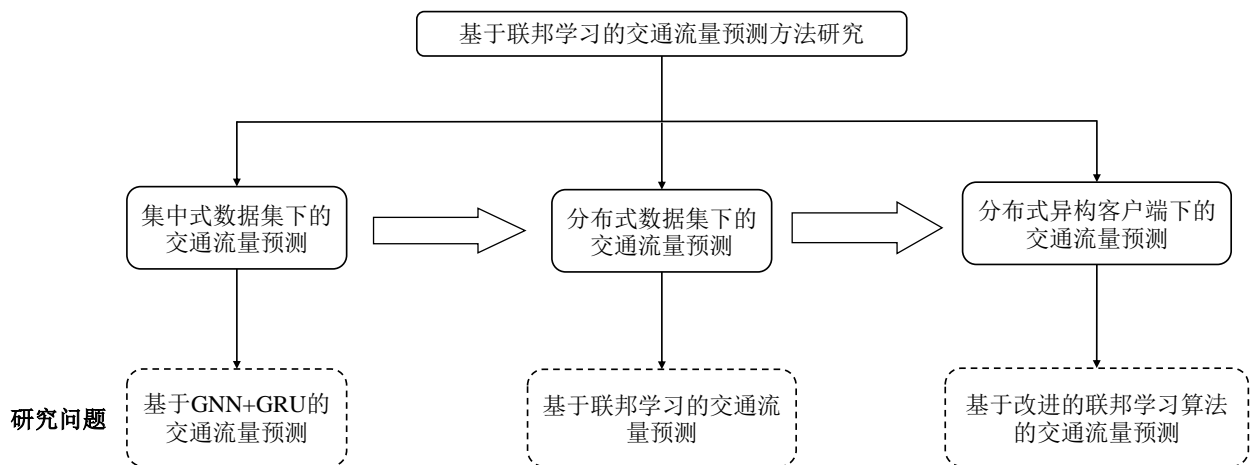 基于联邦学习的交通流量预测方法研究
集中式数据集下的
交通流量预测
分布式数据集下的
交通流量预测
分布式异构客户端下的
交通流量预测
研究问题
基于GNN+GRU的
交通流量预测
基于联邦学习的交通流
量预测
基于改进的联邦学习算法
的交通流量预测